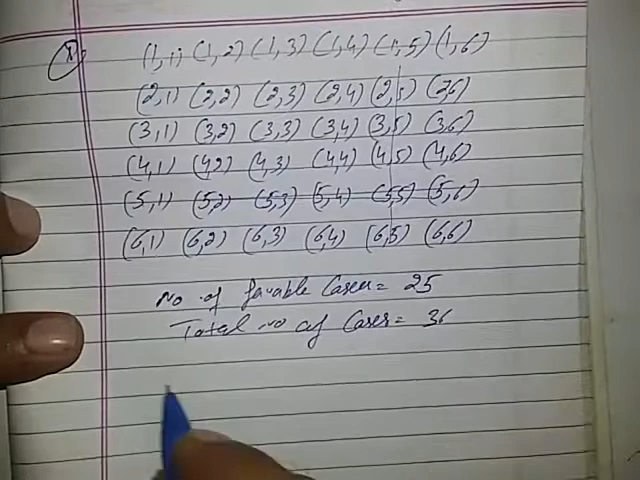 (1,1) (1,2) (1,3) (1,4) (1,5) (1,6)
(2,1) (2,2) (2,3) (2,4) (2,5) (2,6)
(3,1) (3,2) (3,3) (3,4) (3,5) (3,6)
(4,1) (4,2) (4,3) (4,4) (4,5) (4,6)
(5,1) (5,2) (5,3) (5,4) (5,5) (5,6)
(6,1) (6,2) (6,3) (6,4) (6,5) (6,6)
No of favable Cases = 25
Total no of Cases = 36